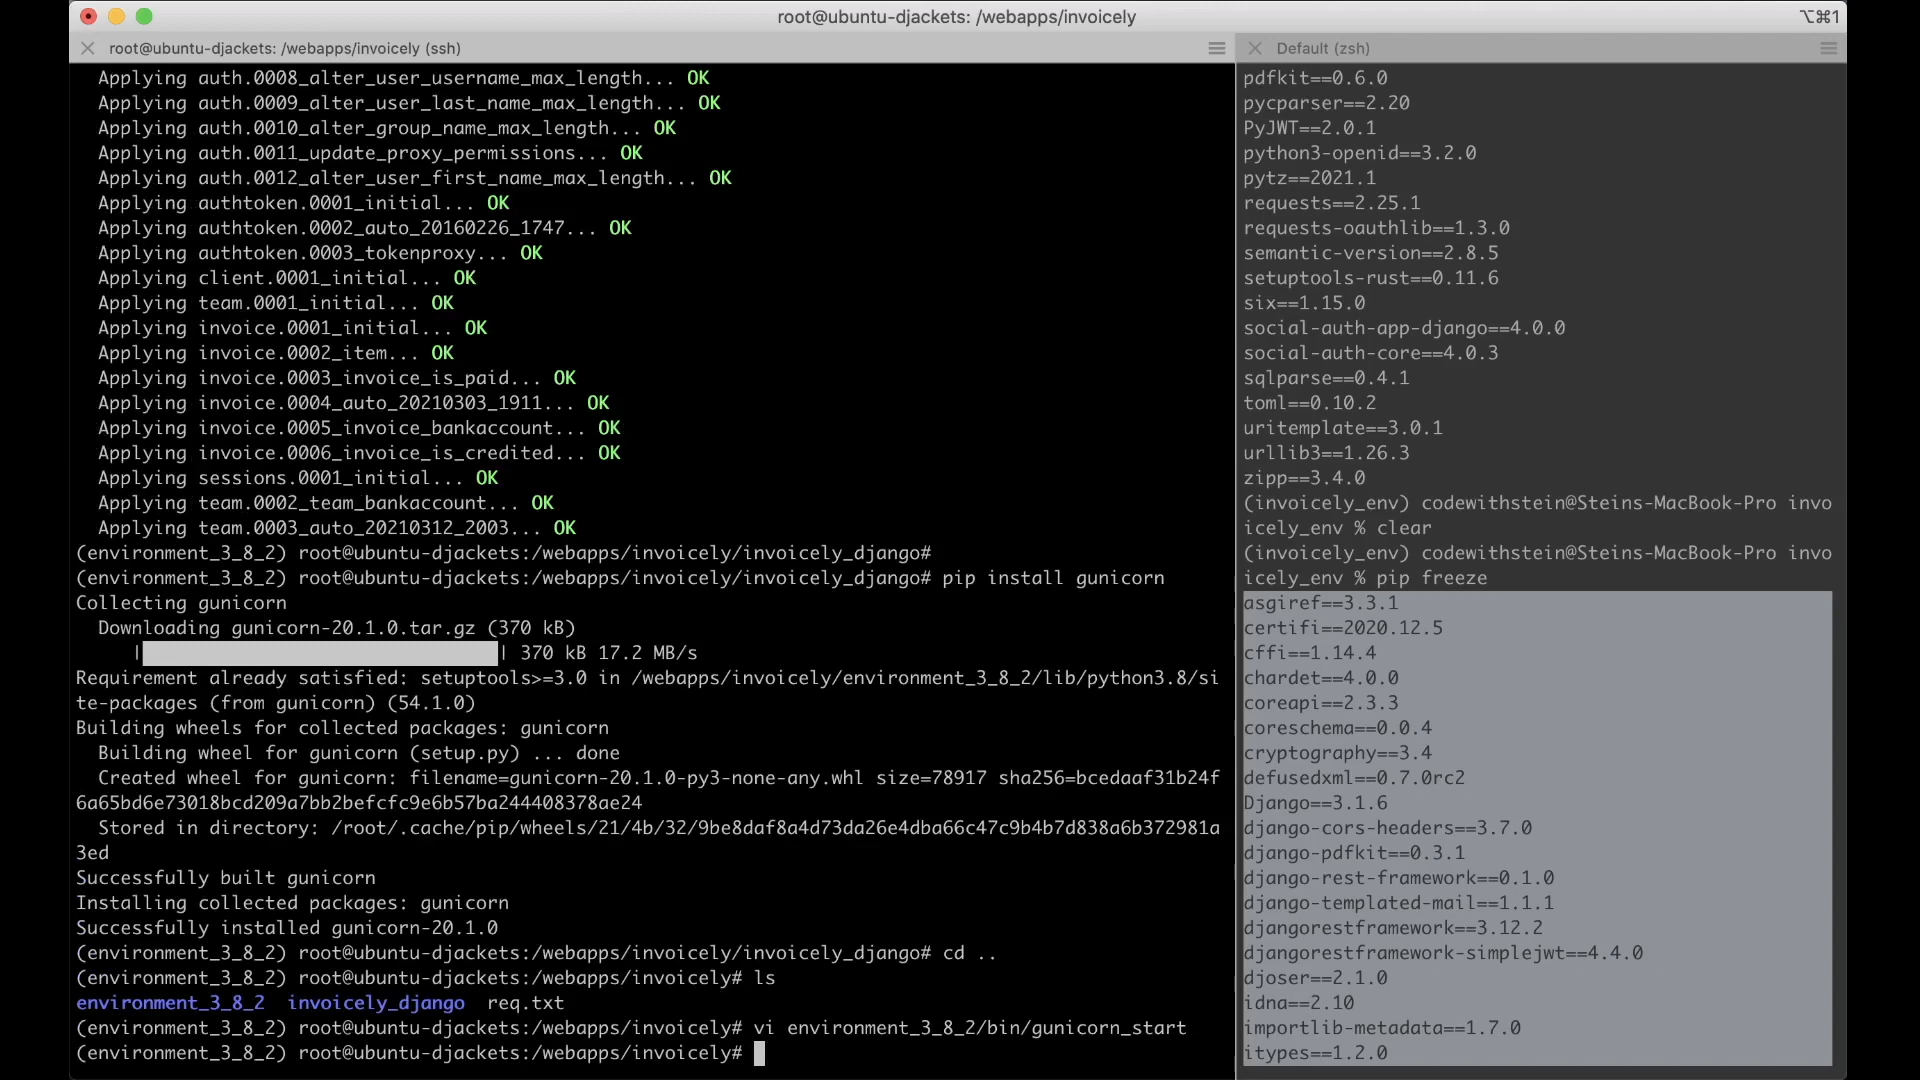 root@ubuntu-djackets: /webapps/invoicely
⌥⌘1
root@ubuntu-djackets: /webapps/invoicely (ssh)
Applying auth.0008_alter_user_username_max_length... OK
Applying auth.0009_alter_user_last_name_max_length... OK
Applying auth.0010_alter_group_name_max_length... OK
Applying auth.0011_update_proxy_permissions... OK
Applying auth.0012_alter_user_first_name_max_length... OK
Applying authtoken.0001_initial... OK
Applying authtoken.0002_auto_20160226_1747... OK
Applying authtoken.0003_tokenproxy... OK
Applying client.0001_initial... OK
Applying team.0001_initial... OK
Applying invoice.0001_initial... OK
Applying invoice.0002_item... OK
Applying invoice.0003_invoice_is_paid... OK
Applying invoice.0004_auto_20210303_1911... OK
Applying invoice.0005_invoice_bankaccount... OK
Applying invoice.0006_invoice_is_credited... OK
Applying sessions.0001_initial... OK
Applying team.0002_team_bankaccount... OK
Applying team.0003_auto_20210312_2003... OK
(environment_3_8_2) root@ubuntu-djackets:/webapps/invoicely/invoicely_django#
(environment_3_8_2) root@ubuntu-djackets:/webapps/invoicely/invoicely_django# pip install gunicorn
Collecting gunicorn
Downloading gunicorn-20.1.0.tar.gz (370 kB)
| | 370 kB 17.2 MB/s
Requirement already satisfied: setuptools>=3.0 in /webapps/invoicely/environment_3_8_2/lib/python3.8/si
te-packages (from gunicorn) (54.1.0)
Building wheels for collected packages: gunicorn
Building wheel for gunicorn (setup.py) ... done
Created wheel for gunicorn: filename=gunicorn-20.1.0-py3-none-any.whl size=78917 sha256=bcedaaf31b24f
6a65bd6e73018bcd209a7bb2befcfc9e6b57ba244408378ae24
Stored in directory: /root/.cache/pip/wheels/21/4b/32/9be8daf8a4d73da26e4dba66c47c9b4b7d838a6b372981a
3ed
Successfully built gunicorn
Installing collected packages: gunicorn
Successfully installed gunicorn-20.1.0
(environment_3_8_2) root@ubuntu-djackets:/webapps/invoicely/invoicely_django# cd ..
(environment_3_8_2) root@ubuntu-djackets:/webapps/invoicely# ls
environment_3_8_2 invoicely_django req.txt
(environment_3_8_2) root@ubuntu-djackets:/webapps/invoicely# vi environment_3_8_2/bin/gunicorn_start
(environment_3_8_2) root@ubuntu-djackets:/webapps/invoicely#
Default (zsh)
pdfkit==0.6.0
pycparser==2.20
PyJWT==2.0.1
python3-openid==3.2.0
pytz==2021.1
requests==2.25.1
requests-oauthlib==1.3.0
semantic-version==2.8.5
setuptools-rust==0.11.6
six==1.15.0
social-auth-app-django==4.0.0
social-auth-core==4.0.3
sqlparse==0.4.1
toml==0.10.2
uritemplate==3.0.1
urllib3==1.26.3
zipp==3.4.0
(invoicely_env) codewithstein@Steins-MacBook-Pro invo
icely_env % clear
(invoicely_env) codewithstein@Steins-MacBook-Pro invo
icely_env % pip freeze
asgiref==3.3.1
certifi==2020.12.5
cffi==1.14.4
chardet==4.0.0
coreapi==2.3.3
coreschema==0.0.4
cryptography==3.4
defusedxml==0.7.0rc2
Django==3.1.6
django-cors-headers==3.7.0
django-pdfkit==0.3.1
django-rest-framework==0.1.0
django-templated-mail==1.1.1
djangorestframework==3.12.2
djangorestframework-simplejwt==4.4.0
djoser==2.1.0
idna==2.10
importlib-metadata==1.7.0
itypes==1.2.0